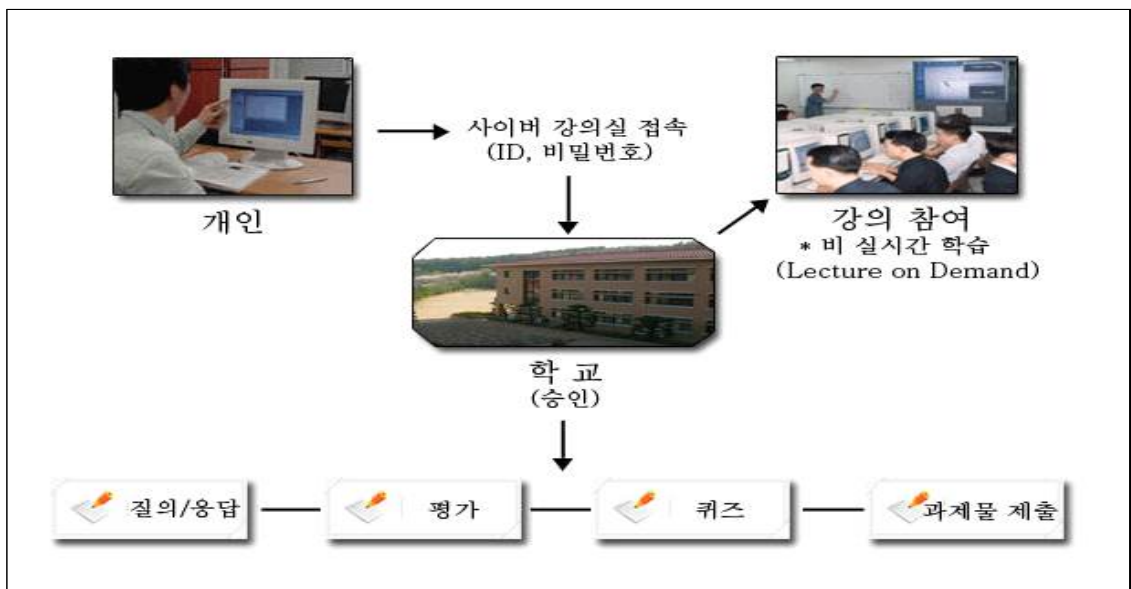 사이버 강의실 접속
(ID, 비밀번호)
개인
강의 참여
* 비 실시간 학습
(Lecture on Demand)
학 교
(승인)
질의/응답
평가
퀴즈
과제물 제출